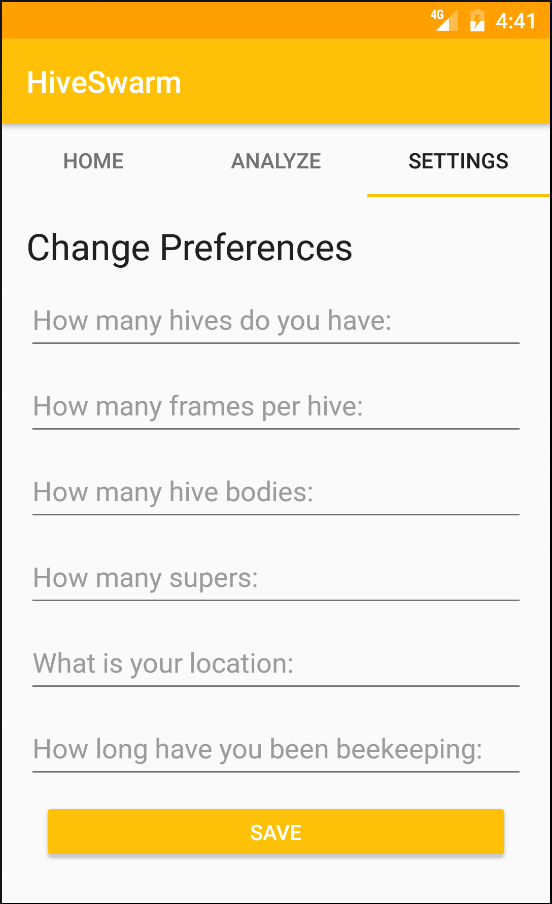 4G 4:41
HiveSwarm
HOME ANALYZE SETTINGS
Change Preferences
How many hives do you have:
How many frames per hive:
How many hive bodies:
How many supers:
What is your location:
How long have you been beekeeping:
SAVE